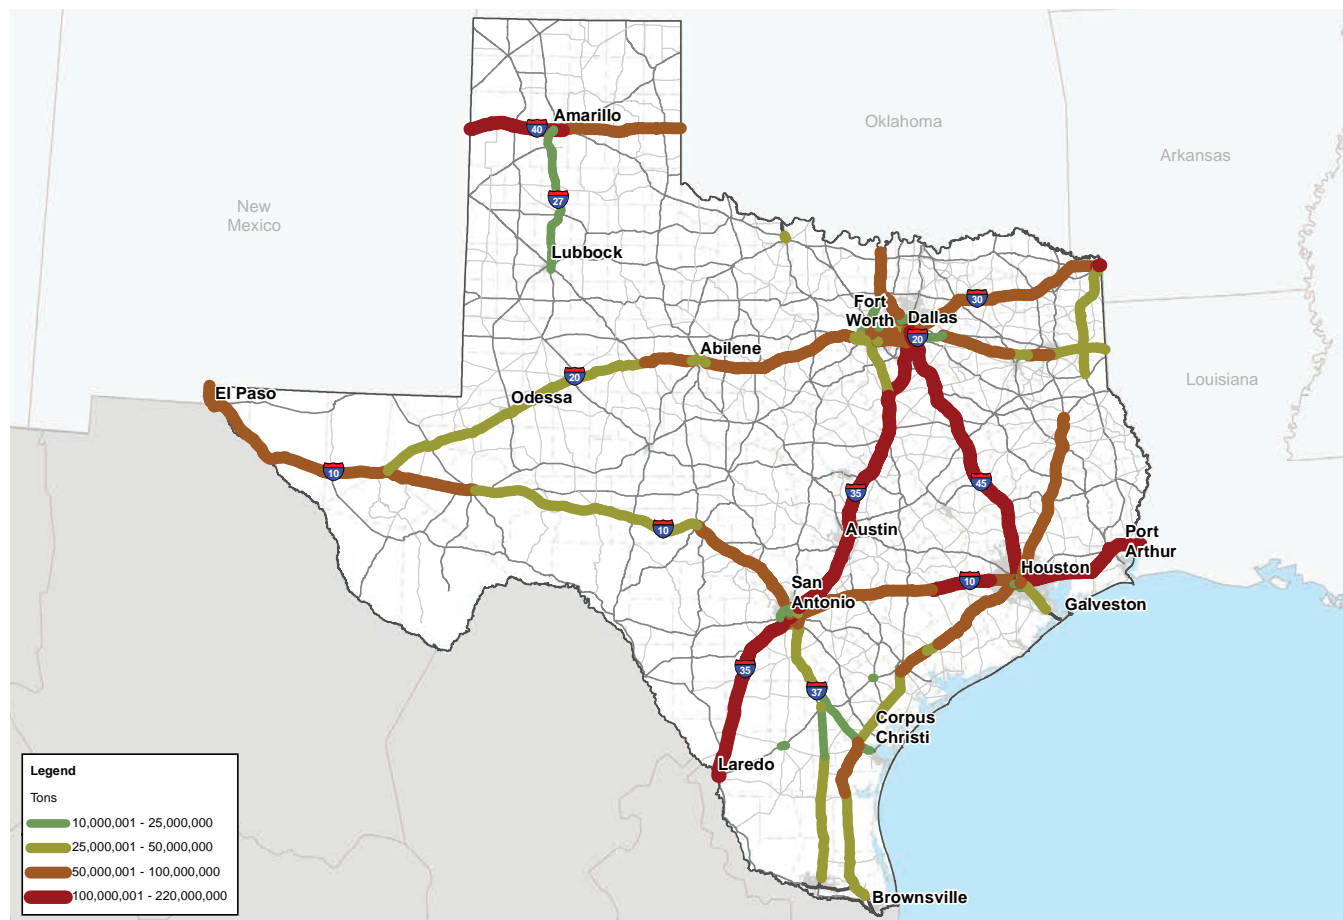 Oklahoma
Arkansas
New
Mexico
Louisiana
Amarillo
40
27
Lubbock
Fort
Worth
Dallas
30
20
Abilene
20
Odessa
El Paso
10
10
35
45
Austin
Port
Arthur
San
Antonio
10
Houston
Galveston
35
37
Corpus
Christi
Laredo
Brownsville
Legend
Tons
10,000,001 - 25,000,000
25,000,001 - 50,000,000
50,000,001 - 100,000,000
100,000,001 - 220,000,000